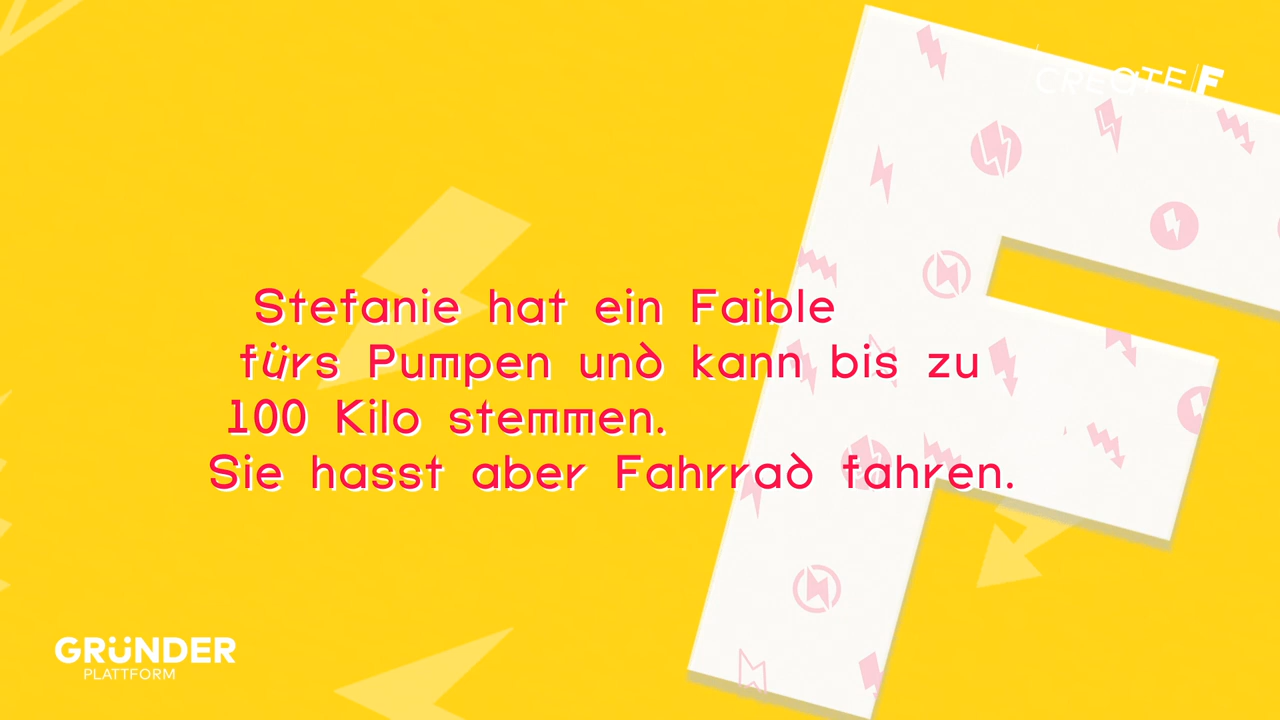 CREATE/F
Stefanie hat ein Faible
fürs Pumpen und kann bis zu
100 Kilo stemmen.
Sie hasst aber Fahrrad fahren.
GRÜNDER
PLATTFORM